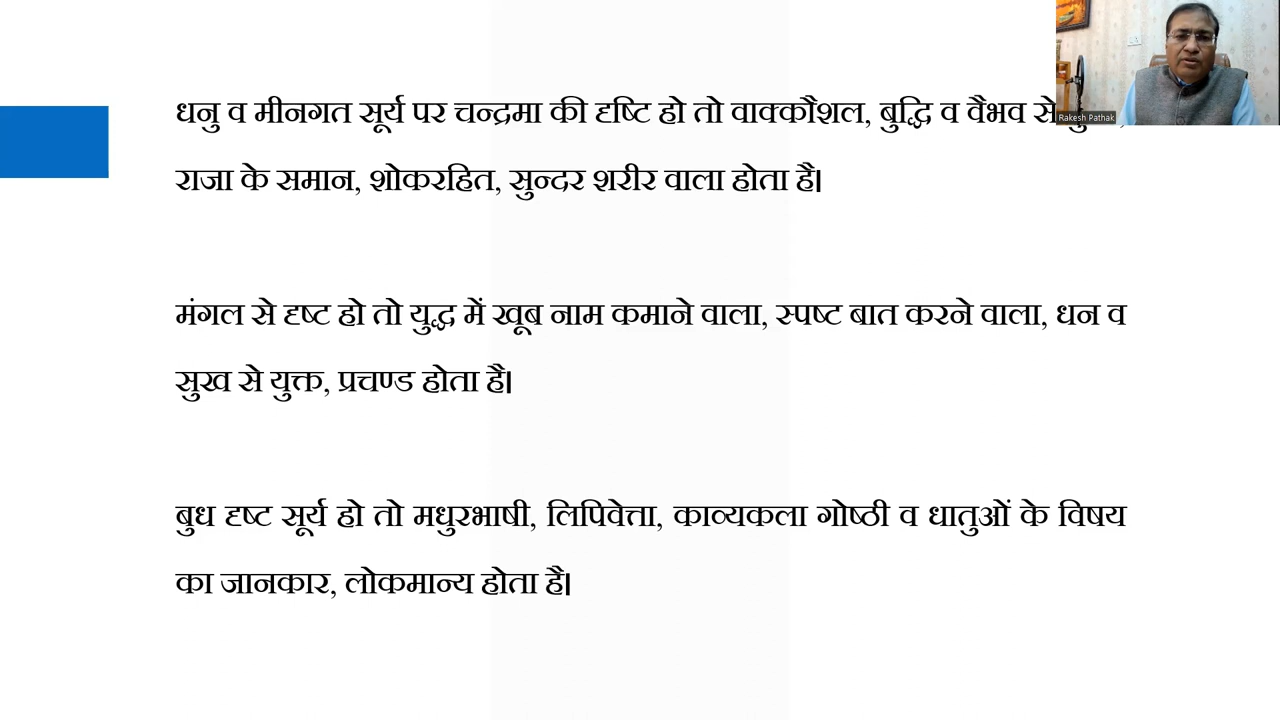 धनु व मीनगत सूर्य पर चन्द्रमा की दृष्टि हो तो वाक्कौशल, बुद्धि व वैभव से
राजा के समान, शोकरहित, सुन्दर शरीर वाला होता है।
मंगल से दृष्ट हो तो युद्ध में खूब नाम कमाने वाला, स्पष्ट बात करने वाला, धन व
सुख से युक्त, प्रचण्ड होता है।
बुध दृष्ट सूर्य हो तो मधुरभाषी, लिपिवेत्ता, काव्यकला गोष्ठी व धातुओं के विषय
का जानकार, लोकमान्य होता है।
Rakesh Pathak